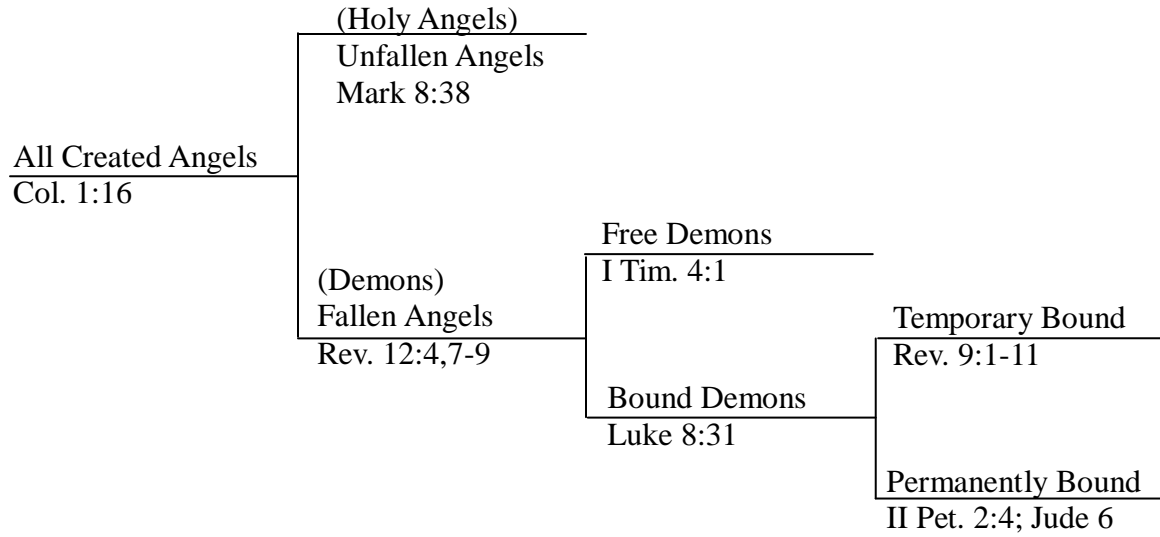 (Holy Angels)
Unfallen Angels
Mark 8:38
All Created Angels
Col. 1:16
(Demons)
Fallen Angels
Rev. 12:4,7-9
Free Demons
I Tim. 4:1
Bound Demons
Luke 8:31
Temporary Bound
Rev. 9:1-11
Permanently Bound
II Pet. 2:4; Jude 6